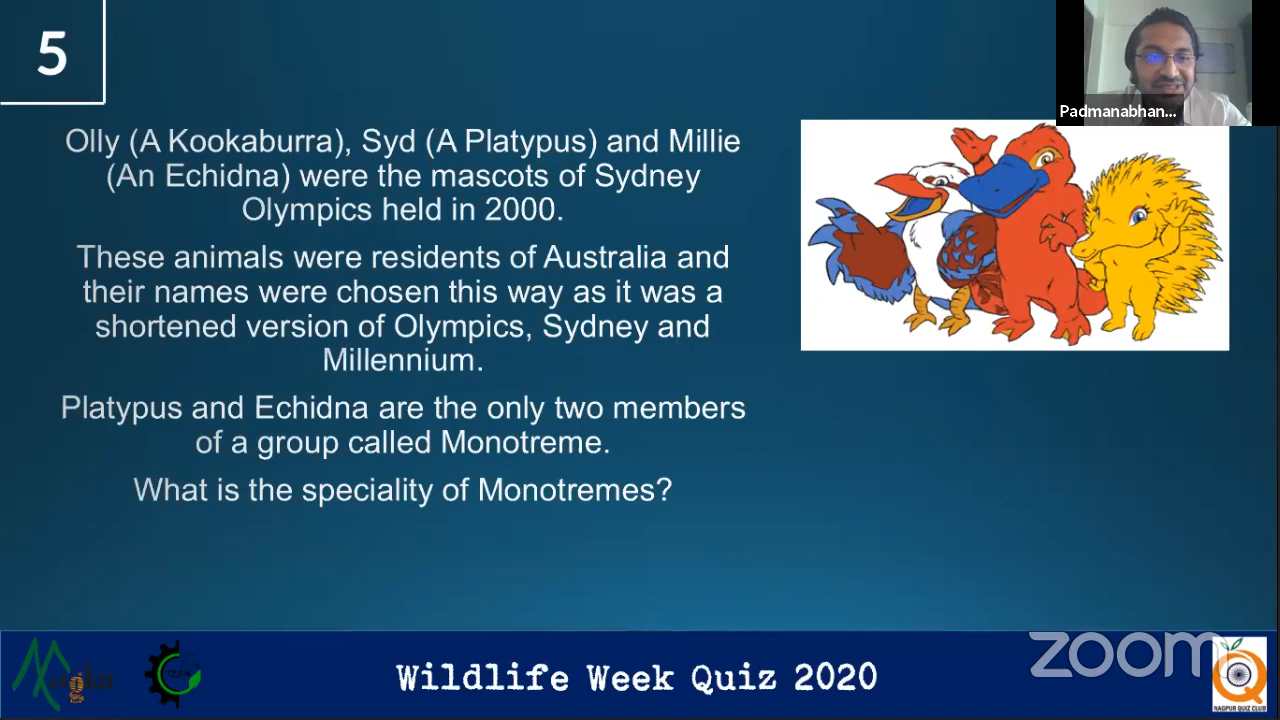 5
Padmanabhan...
Olly (A Kookaburra), Syd (A Platypus) and Millie
(An Echidna) were the mascots of Sydney
Olympics held in 2000.
These animals were residents of Australia and
their names were chosen this way as it was a
shortened version of Olympics, Sydney and
Millennium.
Platypus and Echidna are the only two members
of a group called Monotreme.
What is the speciality of Monotremes?
Wildlife Week Quiz 2020
zoom
NAGPUR QUIZ CLUB